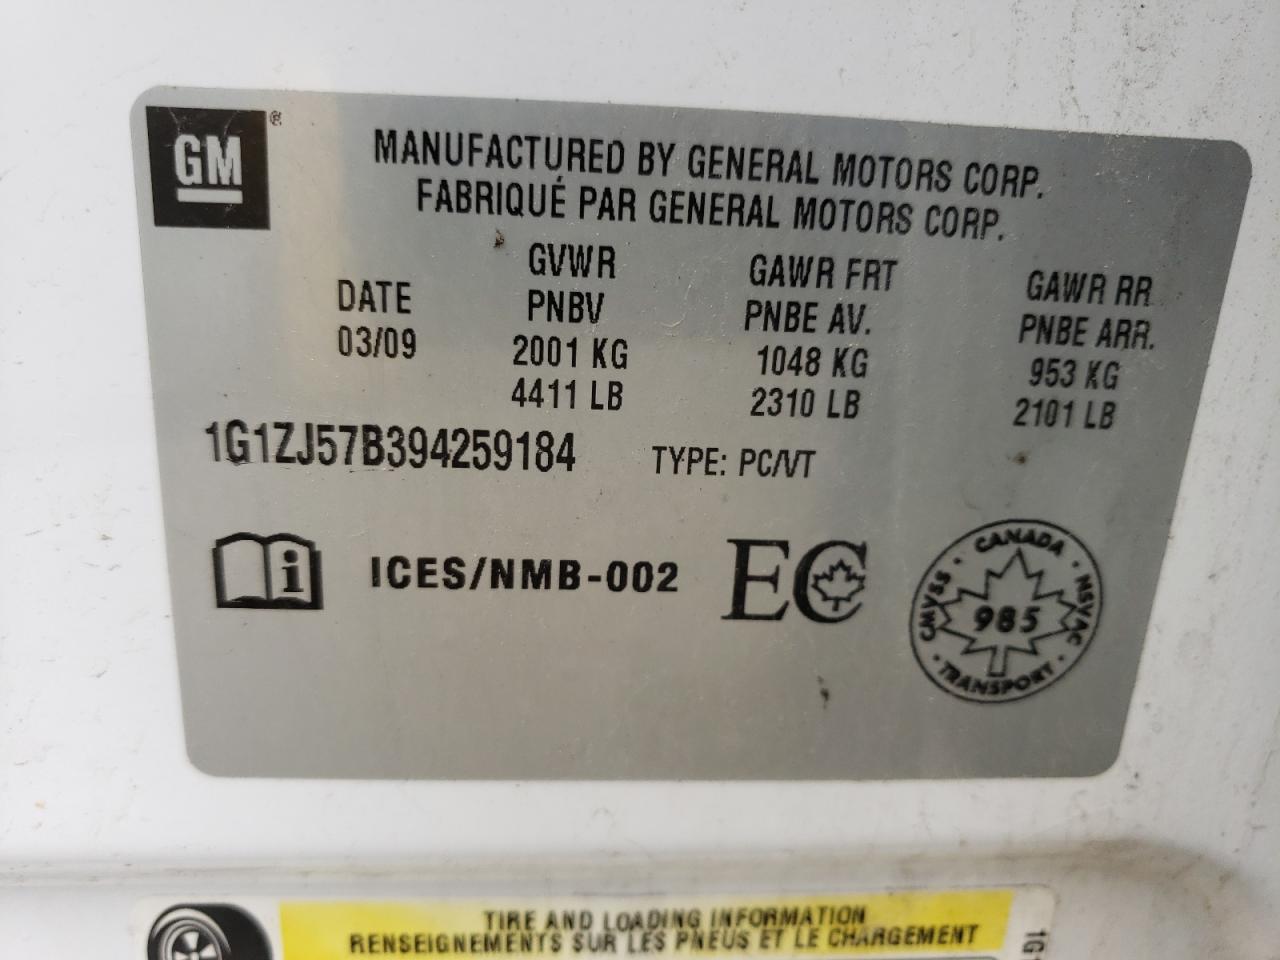 GM ®
MANUFACTURED BY GENERAL MOTORS CORP.
FABRIQUÉ PAR GENERAL MOTORS CORP.
DATE
03/09
GVWR
PNBV
2001 KG
4411 LB
GAWR FRT
PNBE AV.
1048 KG
2310 LB
GAWR RR
PNBE ARR.
953 KG
2101 LB
1G1ZJ57B394259184 TYPE: PC/VT
i
ICES/NMB-002
EC
CANADA
CMVSS · NSVAC
985
TRANSPORT
TIRE AND LOADING INFORMATION
RENSEIGNEMENTS SUR LES PNEUS ET LE CHARGEMENT
1G